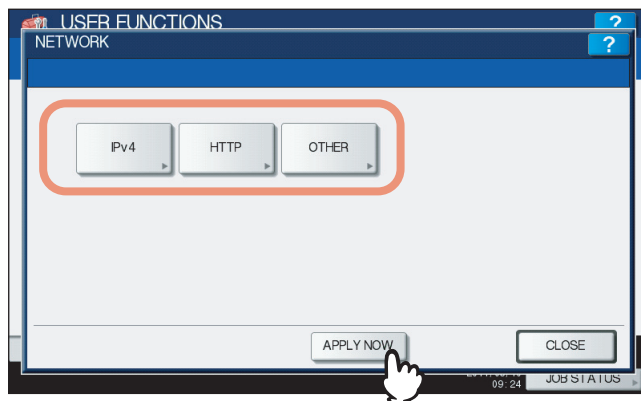 USER FUNCTIONS
?
NETWORK
?
IPv4
HTTP
OTHER
APPLY NOW
CLOSE
09:24
JOB STATUS